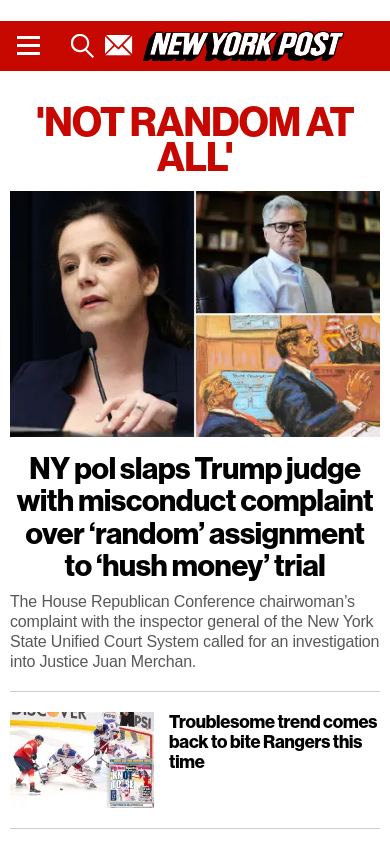 NEW YORK POST
'NOT RANDOM AT
ALL'
NY pol slaps Trump judge
with misconduct complaint
over ‘random’ assignment
to ‘hush money’ trial
The House Republican Conference chairwoman’s
complaint with the inspector general of the New York
State Unified Court System called for an investigation
into Justice Juan Merchan.
DISCOVER
PEPSI
Troublesome trend comes
back to bite Rangers this
time